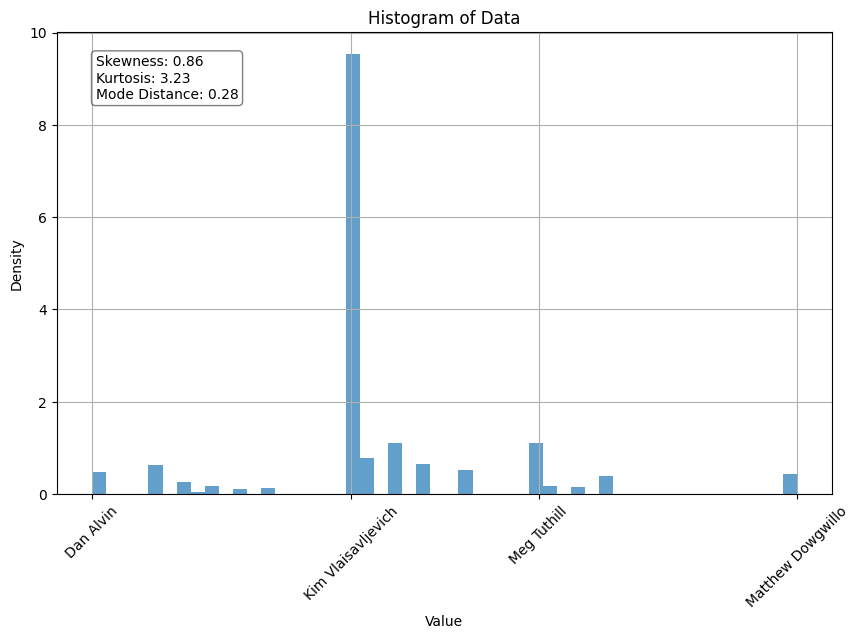 Histogram of Data
Skewness: 0.86
Kurtosis: 3.23
Mode Distance: 0.28
Density
10
8
6
4
2
0
Dan Alvin
Kim Vlaisavljevich
Meg Tuthill
Matthew Dowgwillo
Value